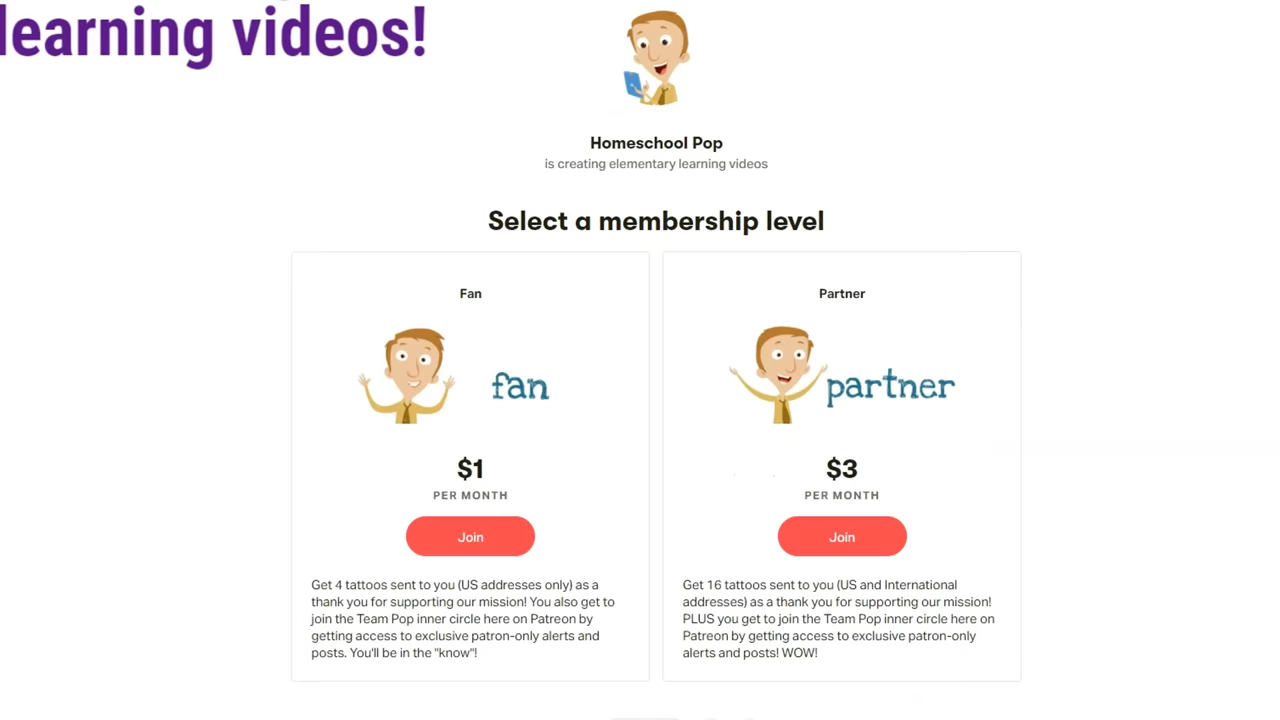 learning videos!
Homeschool Pop
is creating elementary learning videos
Select a membership level
Fan
fan
$1
PER MONTH
Join
Get 4 tattoos sent to you (US addresses only) as a
thank you for supporting our mission! You also get to
join the Team Pop inner circle here on Patreon by
getting access to exclusive patron-only alerts and
posts. You'll be in the "know"!
Partner
partner
$3
PER MONTH
Join
Get 16 tattoos sent to you (US and International
addresses) as a thank you for supporting our mission!
PLUS you get to join the Team Pop inner circle here on
Patreon by getting access to exclusive patron-only
alerts and posts! WOW!